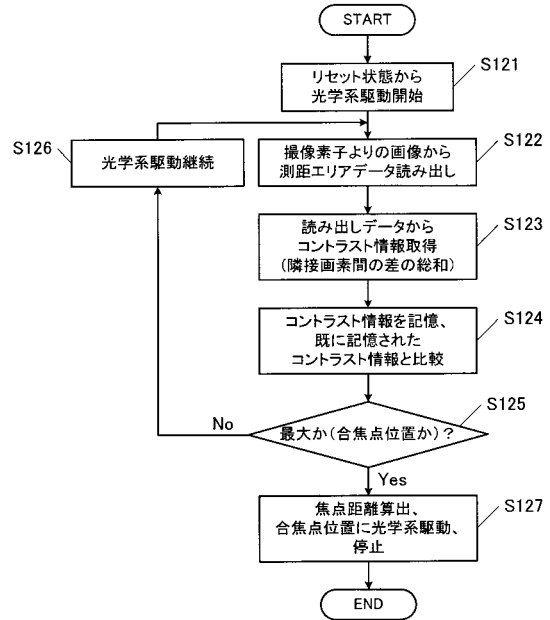 START
リセット状態から
光学系駆動開始
S121
撮像素子よりの画像から
測距エリアデータ読み出し
S122
光学系駆動継続
S126
読み出しデータから
コントラスト情報取得
(隣接画素間の差の総和)
S123
コントラスト情報を記憶、
既に記憶された
コントラスト情報と比較
S124
最大か(合焦点位置か)?
S125
No
Yes
焦点距離算出、
合焦点位置に光学系駆動、
停止
S127
END